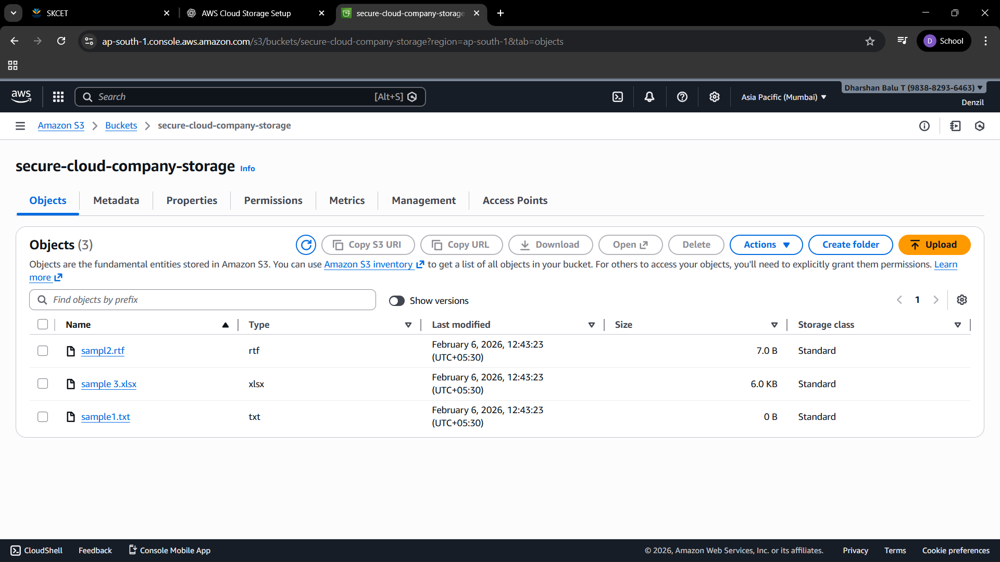 SKCET
AWS Cloud Storage Setup
secure-cloud-company-storage
ap-south-1.console.aws.amazon.com/s3/buckets/secure-cloud-company-storage?region=ap-south-1&tab=objects
D School
aws
Search [Alt+S]
Asia Pacific (Mumbai)
Dharshan Balu T (9838-8293-6463)
Denzil
Amazon S3 Buckets secure-cloud-company-storage
secure-cloud-company-storage Info
Objects Metadata Properties Permissions Metrics Management Access Points
Objects (3)
Copy S3 URI Copy URL Download Open Delete Actions Create folder Upload
Objects are the fundamental entities stored in Amazon S3. You can use Amazon S3 inventory to get a list of all objects in your bucket. For others to access your objects, you'll need to explicitly grant them permissions. Learn
more
Find objects by prefix Show versions 1
Name Type Last modified Size Storage class
sampl2.rtf rtf February 6, 2026, 12:43:23 (UTC+05:30) 7.0 B Standard
sample 3.xlsx xlsx February 6, 2026, 12:43:23 (UTC+05:30) 6.0 KB Standard
sample1.txt txt February 6, 2026, 12:43:23 (UTC+05:30) 0 B Standard
CloudShell Feedback Console Mobile App © 2026, Amazon Web Services, Inc. or its affiliates. Privacy Terms Cookie preferences